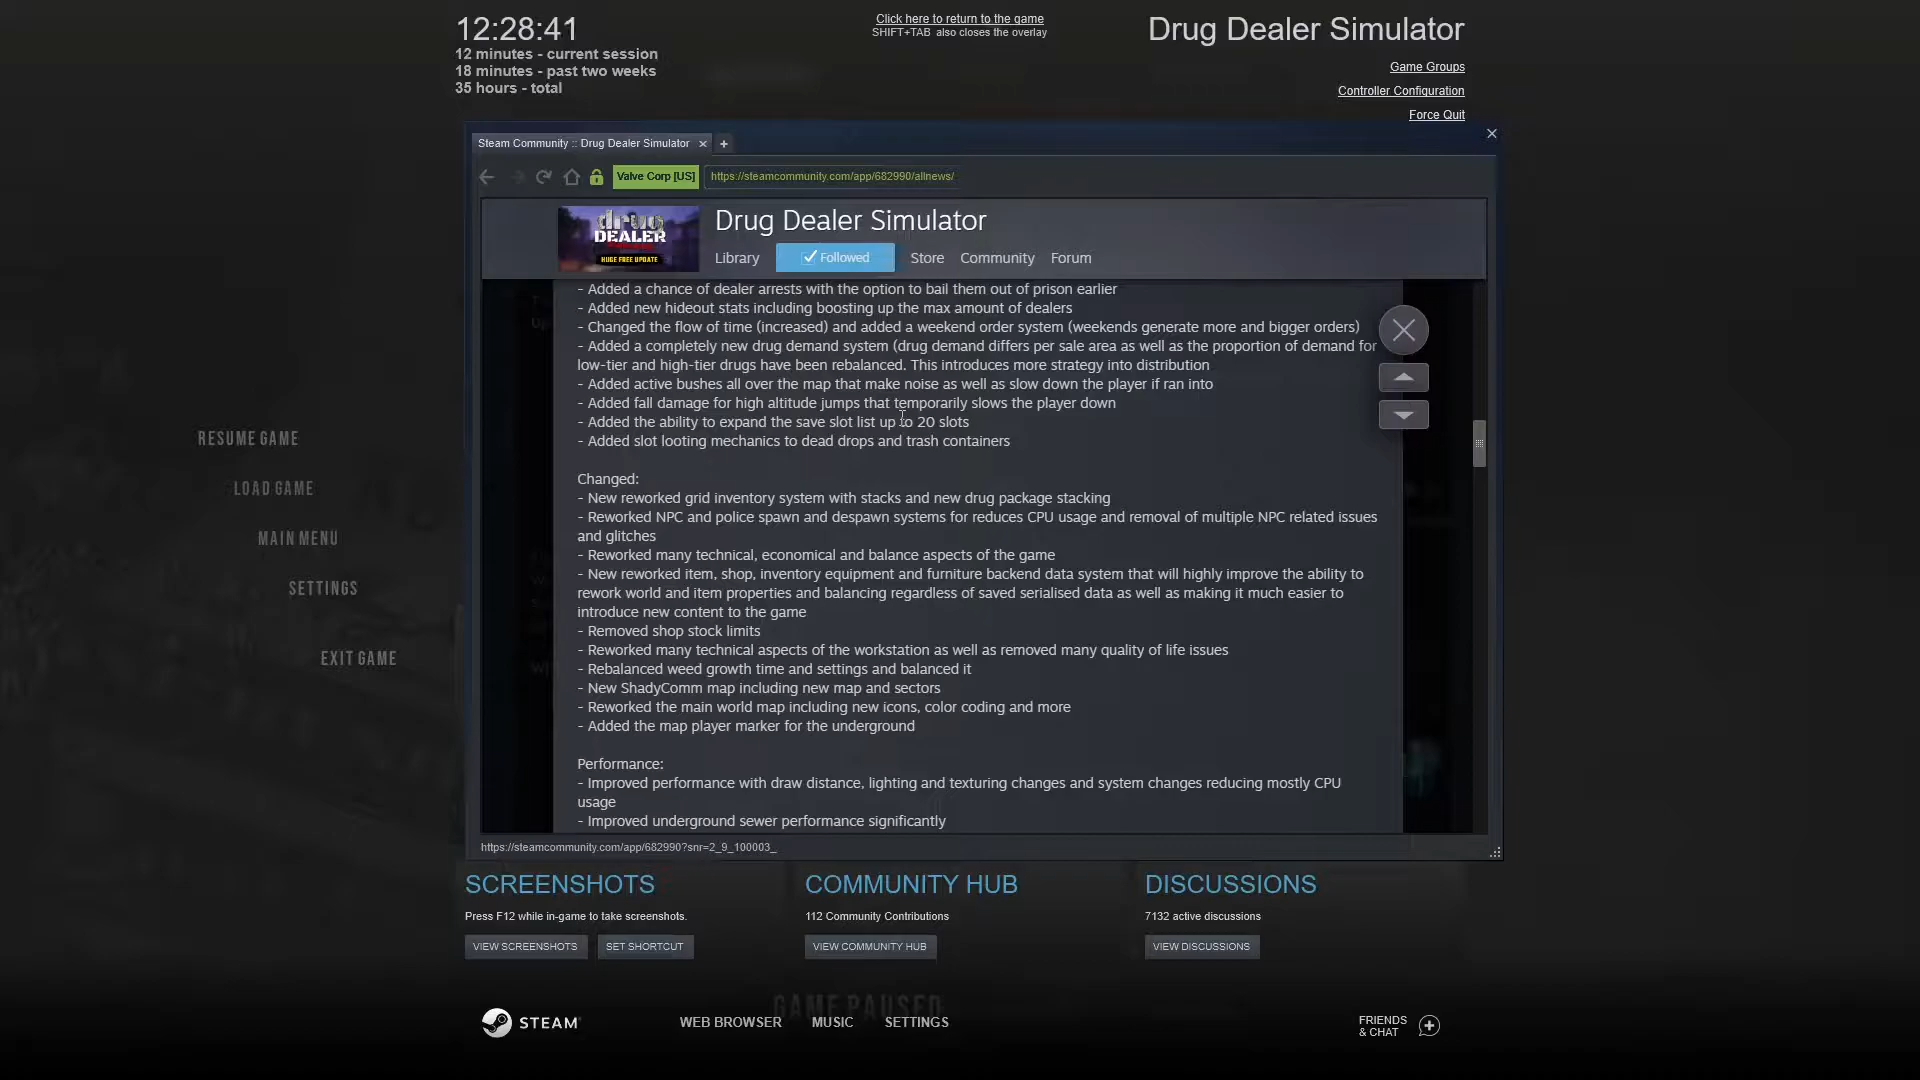 12:28:41
12 minutes - current session
18 minutes - past two weeks
35 hours - total
Click here to return to the game
SHIFT+TAB also closes the overlay
Drug Dealer Simulator
Game Groups
Controller Configuration
Force Quit
Steam Community :: Drug Dealer Simulator
Valve Corp [US]
https://steamcommunity.com/app/682990/allnews/
drug
DEALER
HUGE FREE UPDATE
Drug Dealer Simulator
Library
Followed
Store
Community
Forum
- Added a chance of dealer arrests with the option to bail them out of prison earlier
- Added new hideout stats including boosting up the max amount of dealers
- Changed the flow of time (increased) and added a weekend order system (weekends generate more and bigger orders)
- Added a completely new drug demand system (drug demand differs per sale area as well as the proportion of demand for
low-tier and high-tier drugs have been rebalanced. This introduces more strategy into distribution
- Added active bushes all over the map that make noise as well as slow down the player if ran into
- Added fall damage for high altitude jumps that temporarily slows the player down
- Added the ability to expand the save slot list up to 20 slots
- Added slot looting mechanics to dead drops and trash containers
Changed:
- New reworked grid inventory system with stacks and new drug package stacking
- Reworked NPC and police spawn and despawn systems for reduces CPU usage and removal of multiple NPC related issues
and glitches
- Reworked many technical, economical and balance aspects of the game
- New reworked item, shop, inventory equipment and furniture backend data system that will highly improve the ability to
rework world and item properties and balancing regardless of saved serialised data as well as making it much easier to
introduce new content to the game
- Removed shop stock limits
- Reworked many technical aspects of the workstation as well as removed many quality of life issues
- Rebalanced weed growth time and settings and balanced it
- New ShadyComm map including new map and sectors
- Reworked the main world map including new icons, color coding and more
- Added the map player marker for the underground
Performance:
- Improved performance with draw distance, lighting and texturing changes and system changes reducing mostly CPU
usage
- Improved underground sewer performance significantly
https://steamcommunity.com/app/682990?snr=2_9_100003_
RESUME GAME
LOAD GAME
MAIN MENU
SETTINGS
EXIT GAME
SCREENSHOTS
Press F12 while in-game to take screenshots.
VIEW SCREENSHOTS
SET SHORTCUT
COMMUNITY HUB
112 Community Contributions
VIEW COMMUNITY HUB
DISCUSSIONS
7132 active discussions
VIEW DISCUSSIONS
GAME PAUSED
STEAM
WEB BROWSER
MUSIC
SETTINGS
FRIENDS
& CHAT